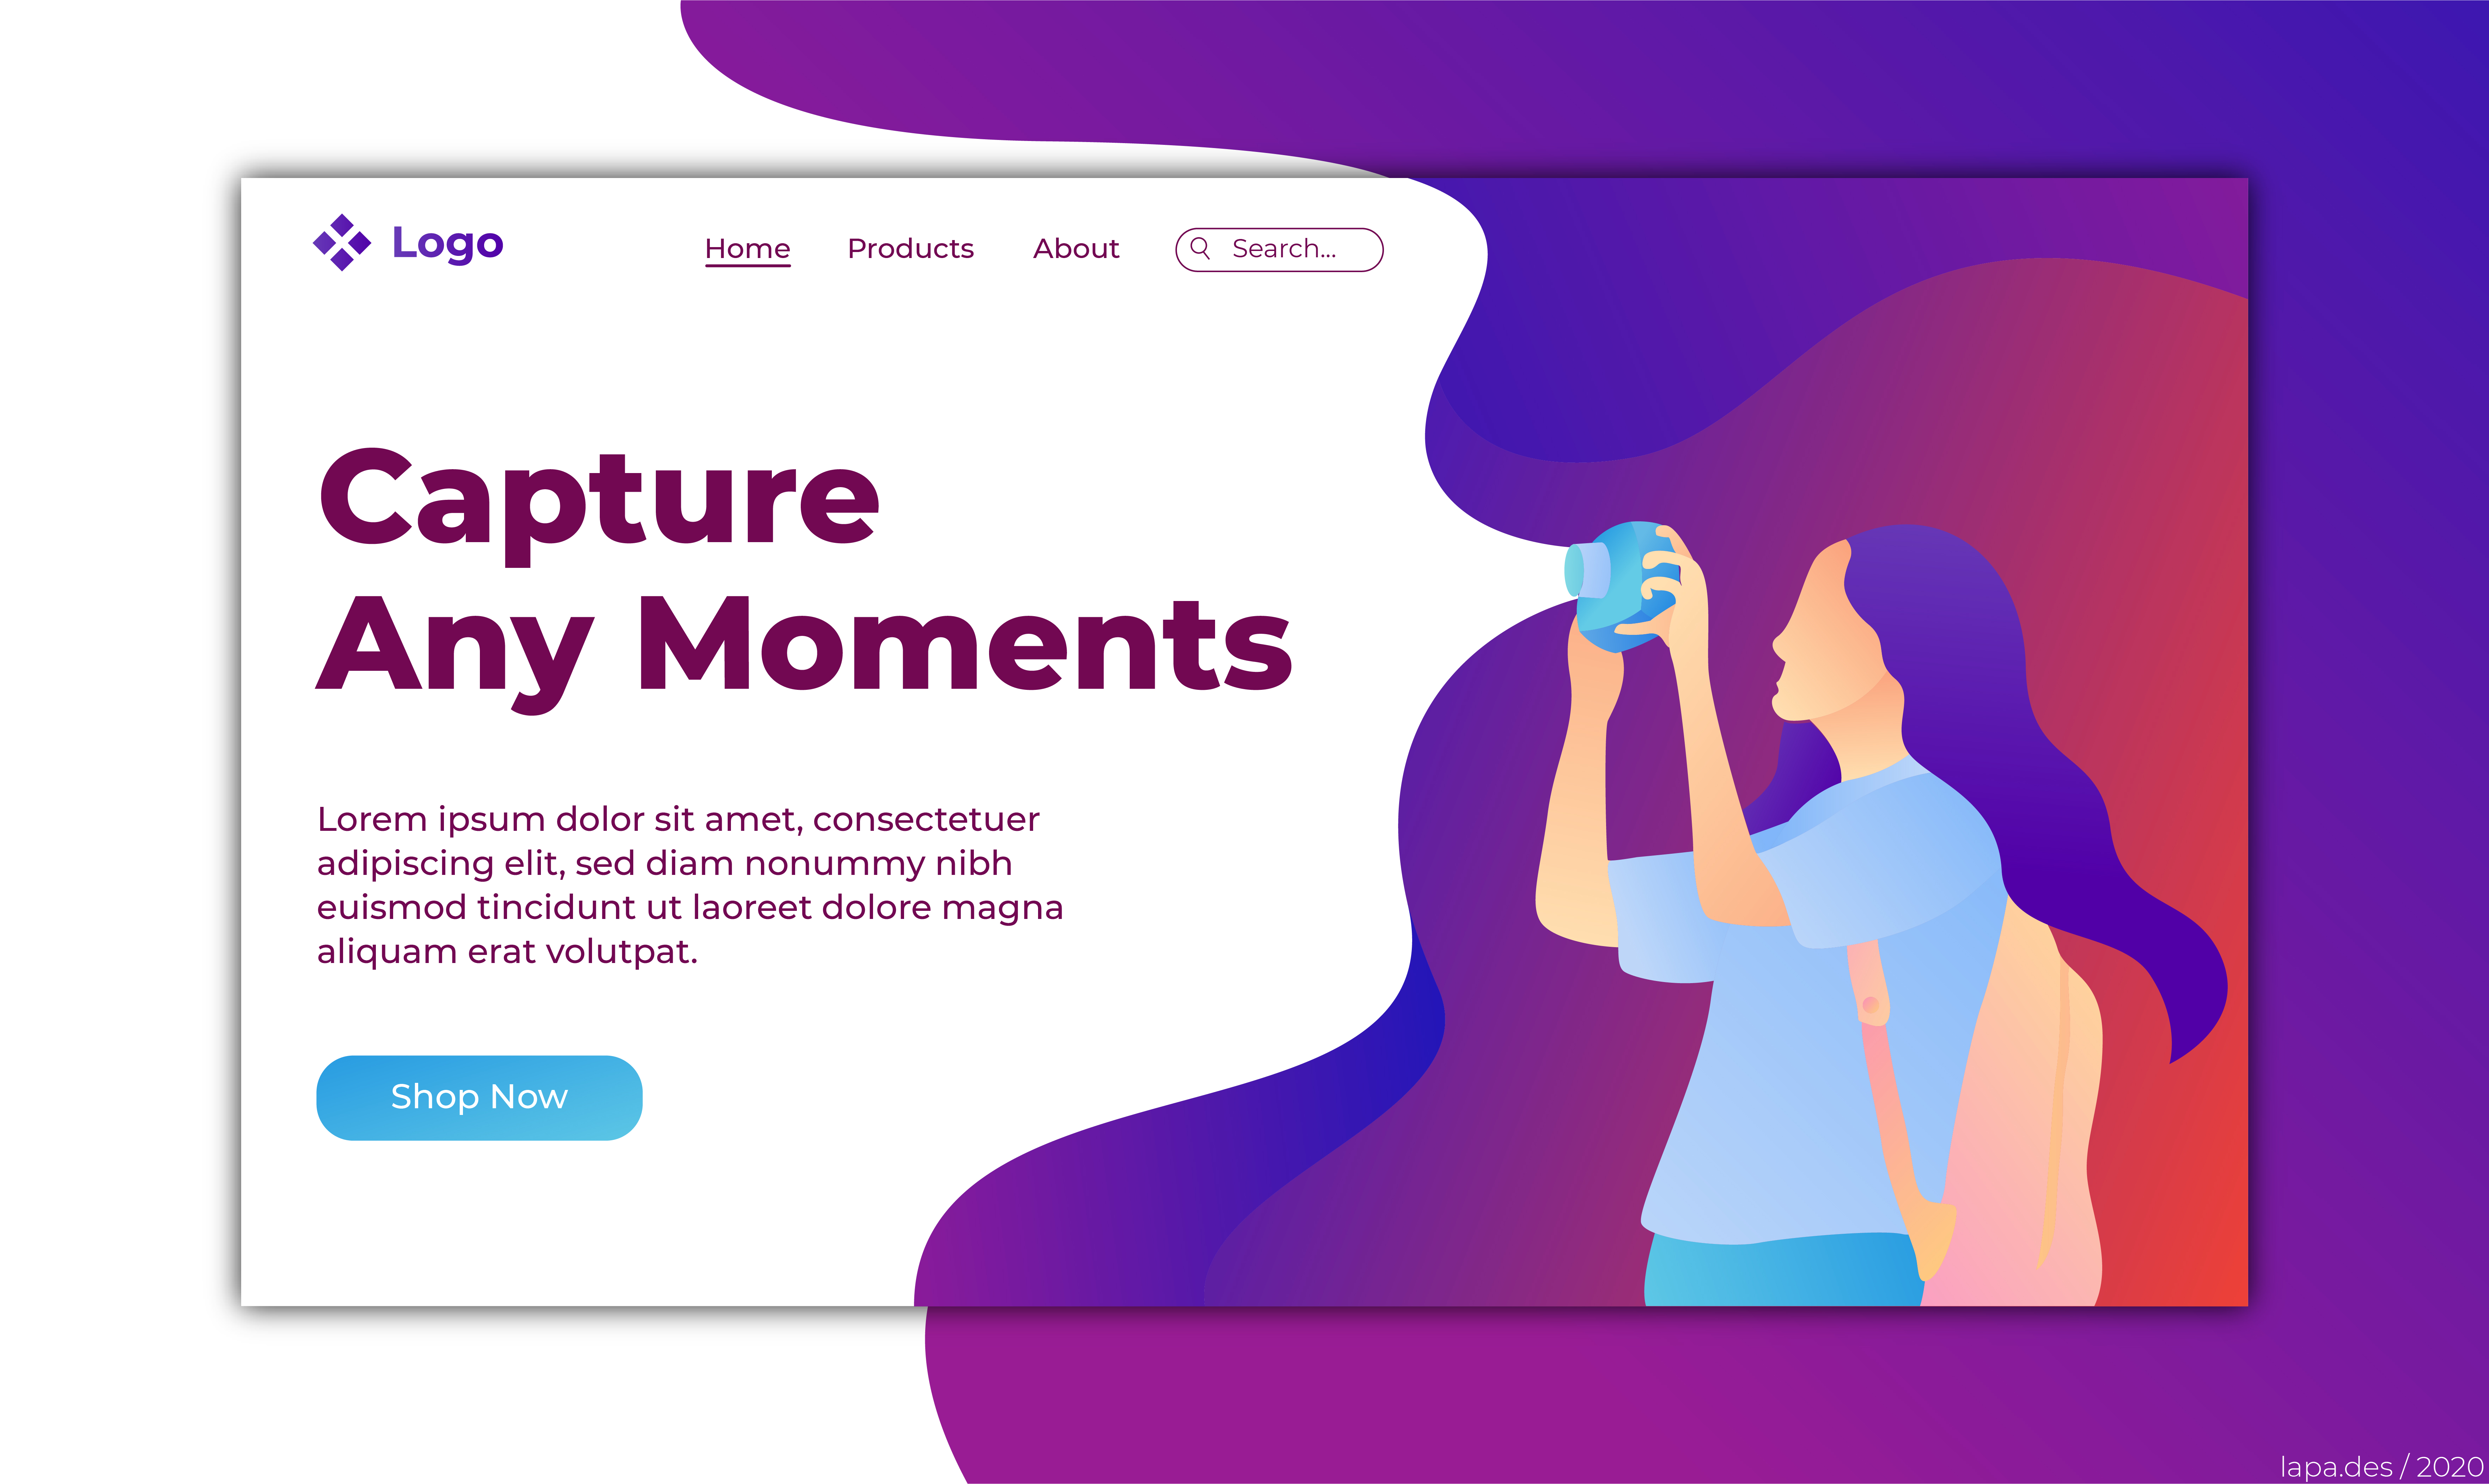 Logo
Home Products About Search...
Capture
Any Moments
Lorem ipsum dolor sit amet, consectetuer
adipiscing elit, sed diam nonummy nibh
euismod tincidunt ut laoreet dolore magna
aliquam erat volutpat.
Shop Now
lapa.des / 2020